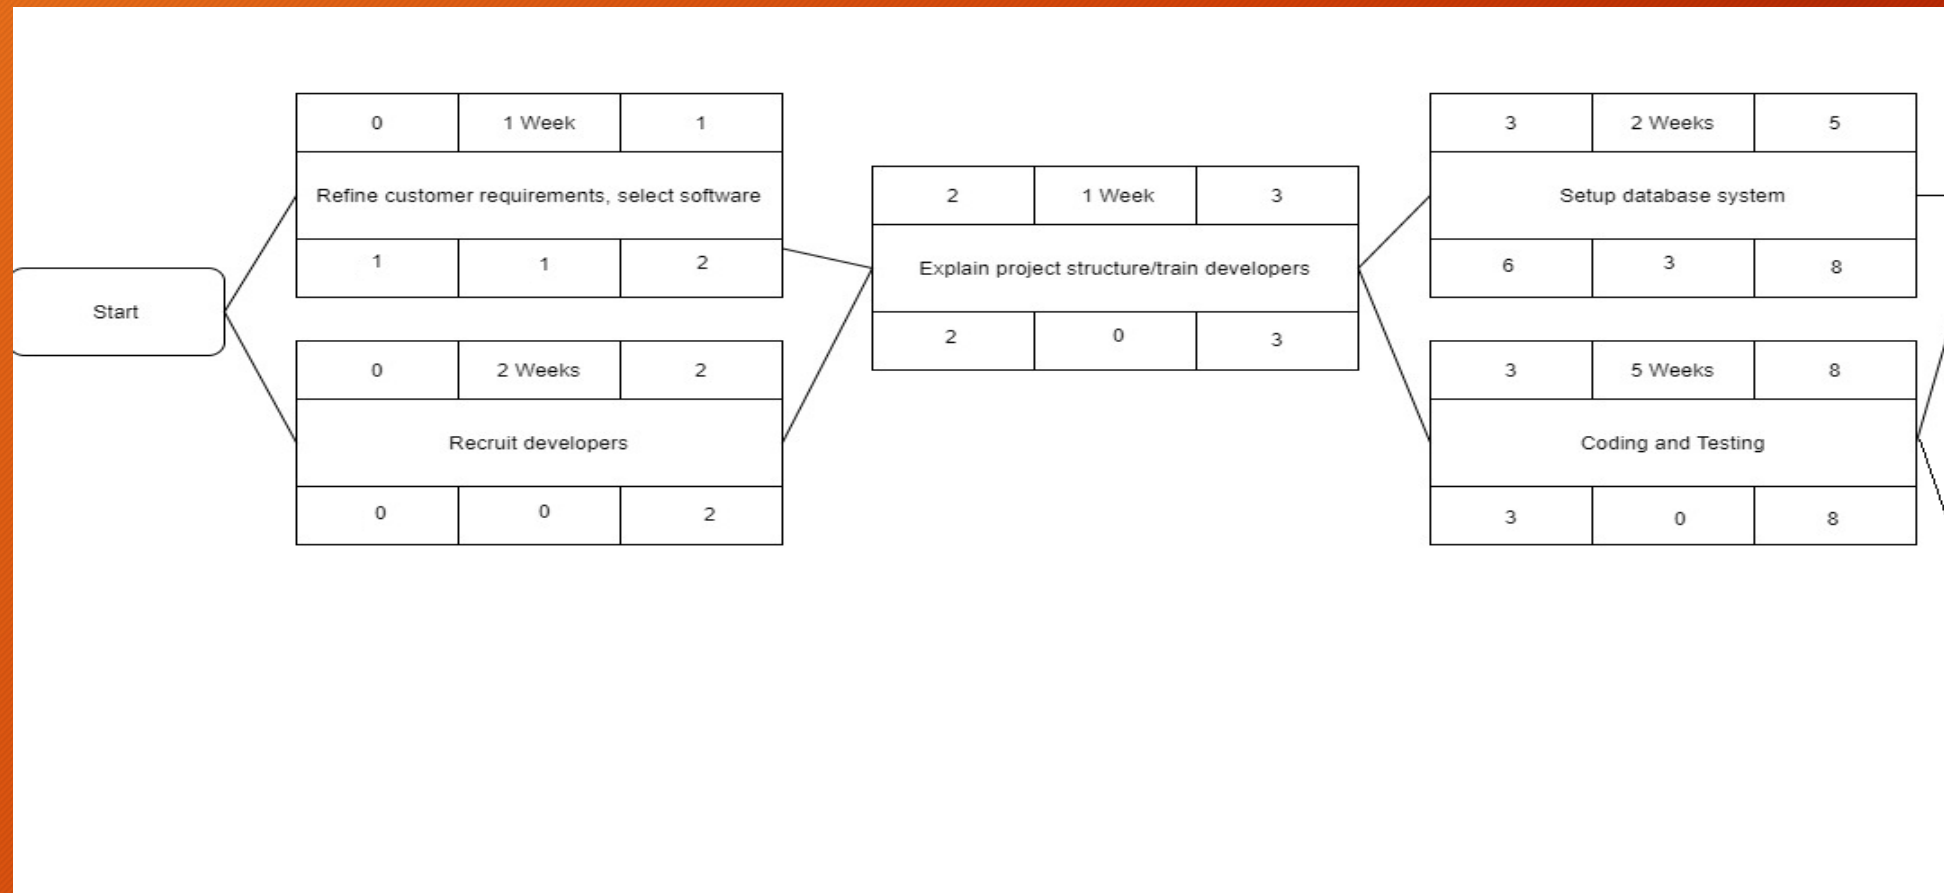 Start
0 1 Week 1
Refine customer requirements, select software
1 1 2
0 2 Weeks 2
Recruit developers
0 0 2
2 1 Week 3
Explain project structure/train developers
2 0 3
3 2 Weeks 5
Setup database system
6 3 8
3 5 Weeks 8
Coding and Testing
3 0 8